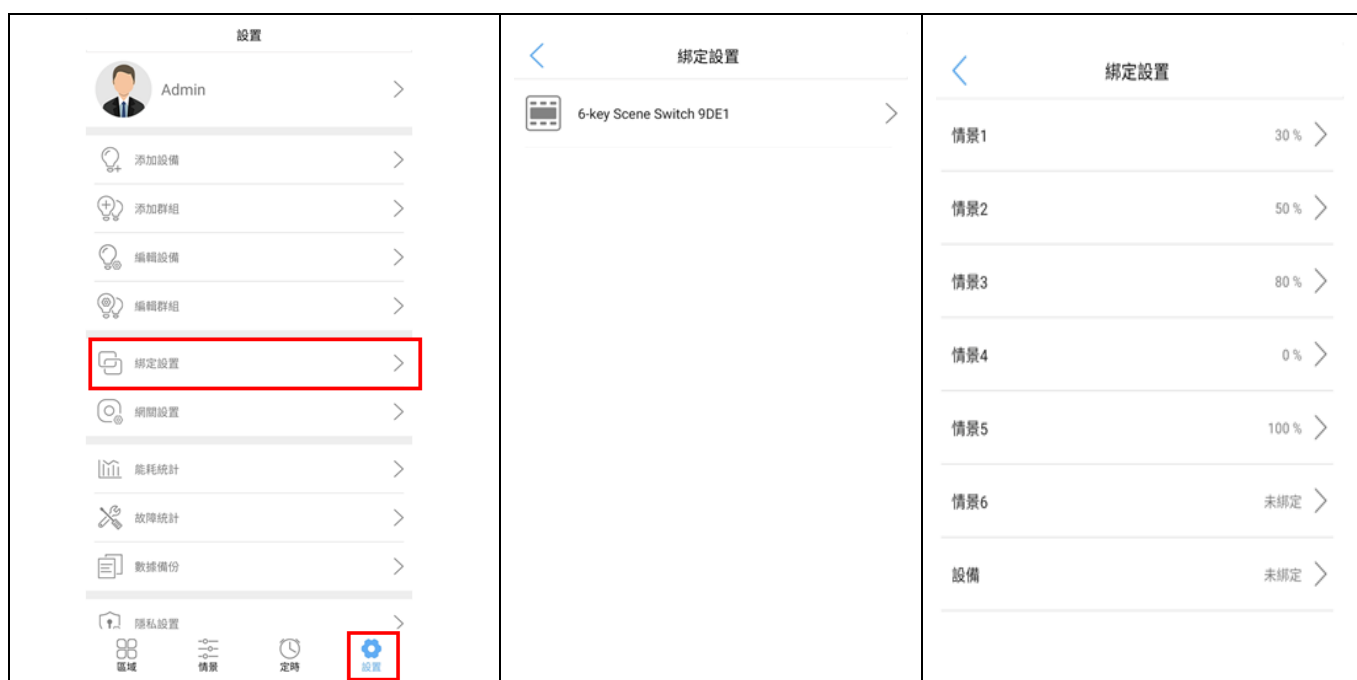 設置
Admin
添加設備
添加群組
編輯設備
編輯群組
綁定設置
網關設置
能耗統計
故障統計
數據備份
隱私設置
區域
情景
定時
設置
綁定設置
6-key Scene Switch 9DE1
綁定設置
情景1 30 %
情景2 50 %
情景3 80 %
情景4 0 %
情景5 100 %
情景6 未綁定
設備 未綁定